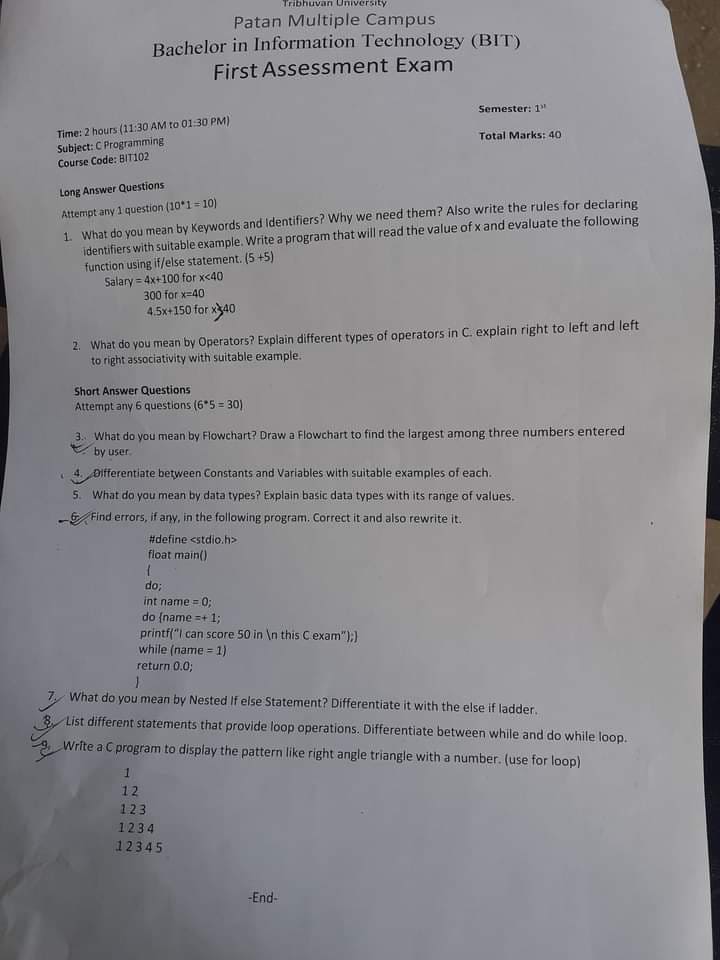 Tribhuvan University
Patan Multiple Campus
Bachelor in Information Technology (BIT)
First Assessment Exam
Semester: 1st
Time: 2 hours (11:30 AM to 01:30 PM)
Total Marks: 40
Subject: C Programming
Course Code: BIT102
Long Answer Questions
Attempt any 1 question (10*1 = 10)
1. What do you mean by Keywords and Identifiers? Why we need them? Also write the rules for declaring
identifiers with suitable example. Write a program that will read the value of x and evaluate the following
function using if/else statement. (5 +5)
Salary = 4x+100 for x<40
300 for x=40
4.5x+150 for x>40
2. What do you mean by Operators? Explain different types of operators in C. explain right to left and left
to right associativity with suitable example.
Short Answer Questions
Attempt any 6 questions (6*5 = 30)
3. What do you mean by Flowchart? Draw a Flowchart to find the largest among three numbers entered
by user.
4. Differentiate between Constants and Variables with suitable examples of each.
5. What do you mean by data types? Explain basic data types with its range of values.
6. Find errors, if any, in the following program. Correct it and also rewrite it.
#define <stdio.h>
float main()
{
do;
int name = 0;
do {name =+ 1;
printf("I can score 50 in \n this C exam");}
while (name = 1)
return 0.0;
}
7. What do you mean by Nested If else Statement? Differentiate it with the else if ladder.
8. List different statements that provide loop operations. Differentiate between while and do while loop.
9. Write a C program to display the pattern like right angle triangle with a number. (use for loop)
1
1 2
1 2 3
1 2 3 4
1 2 3 4 5
-End-